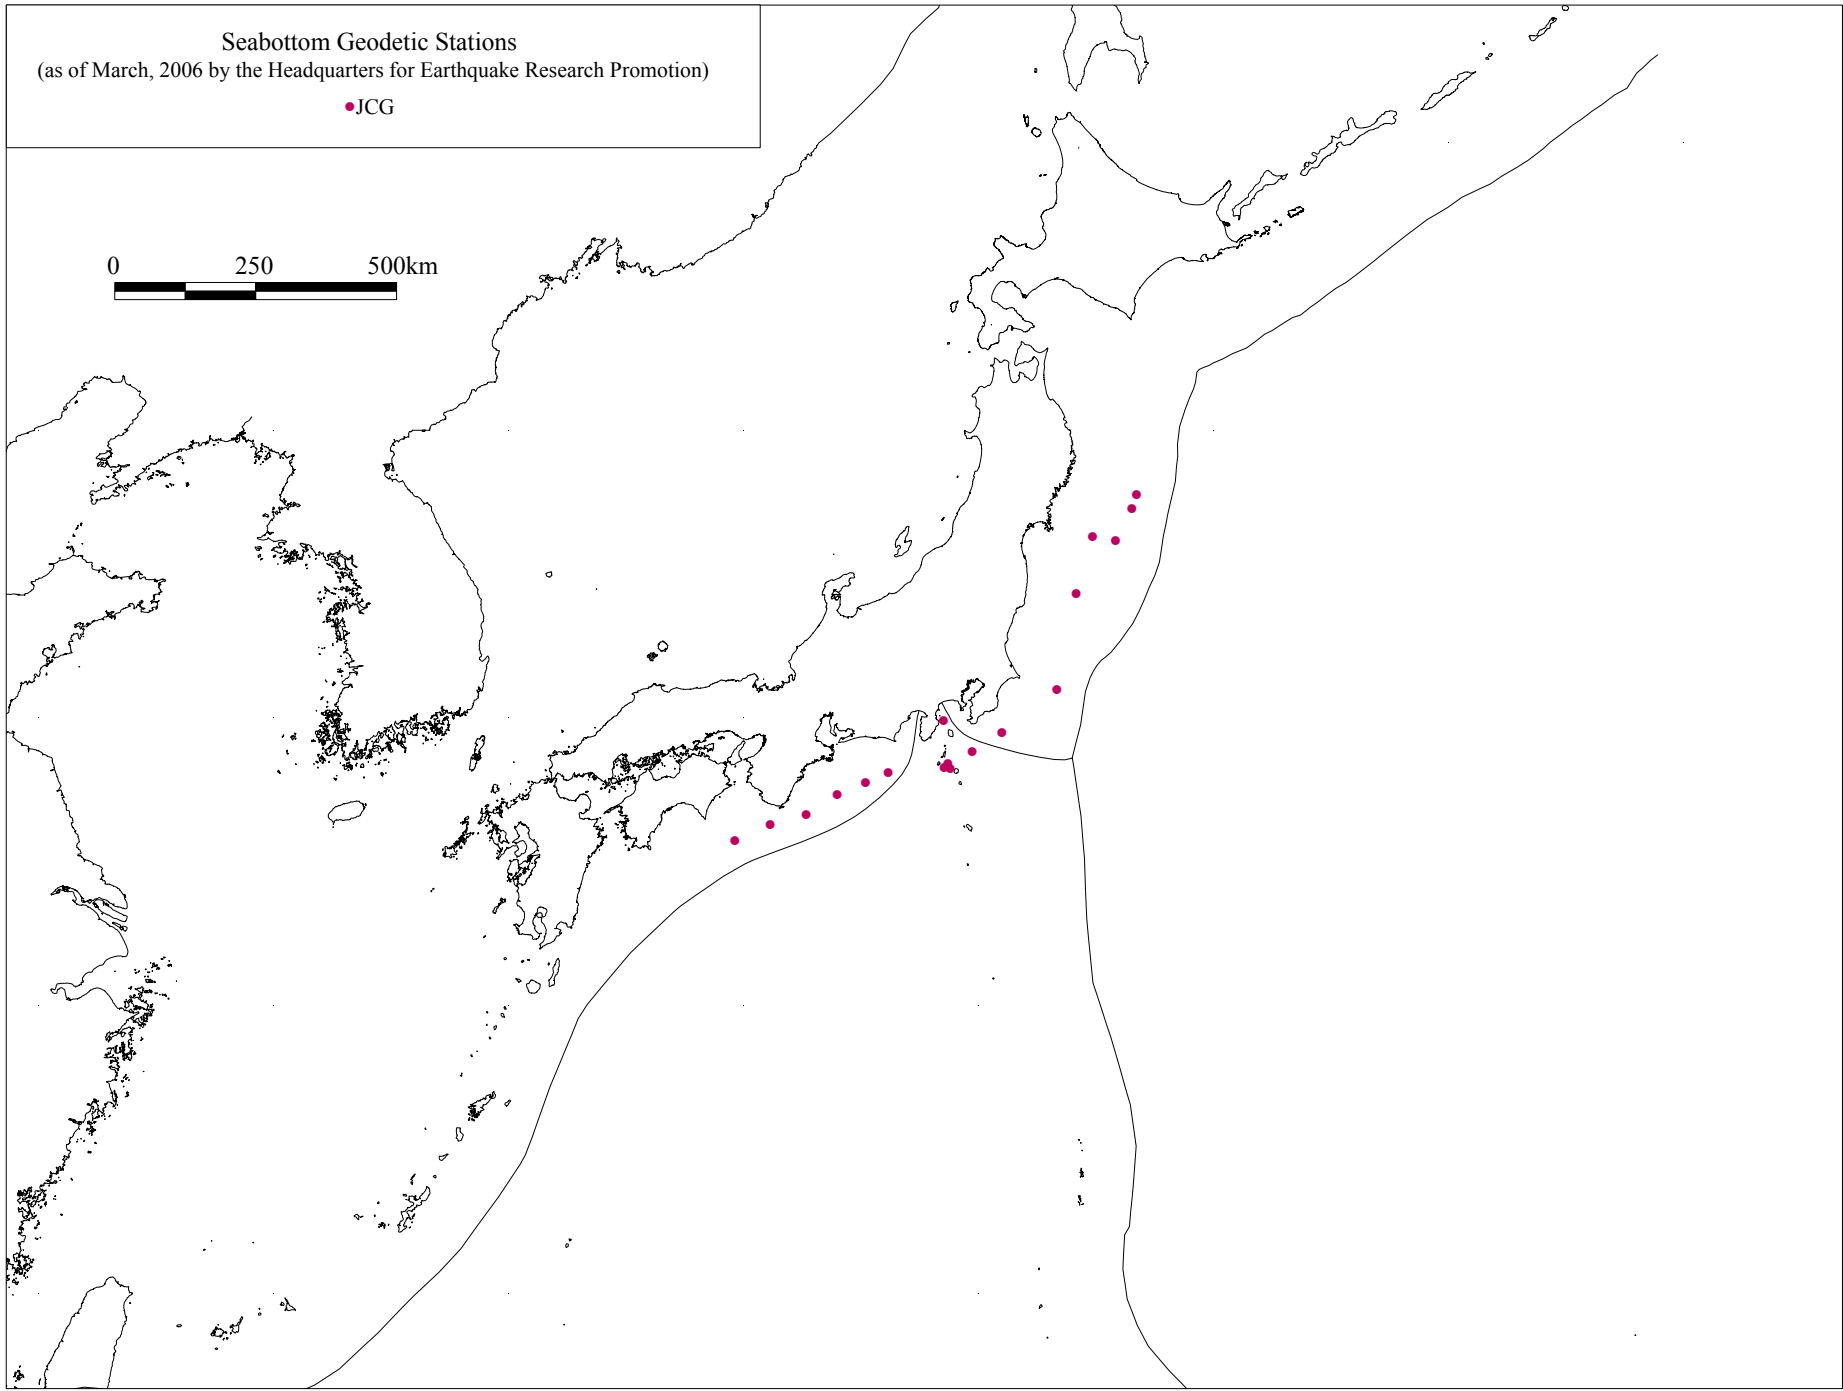 Seabottom Geodetic Stations
(as of March, 2006 by the Headquarters for Earthquake Research Promotion)
JCG
0 250 500km